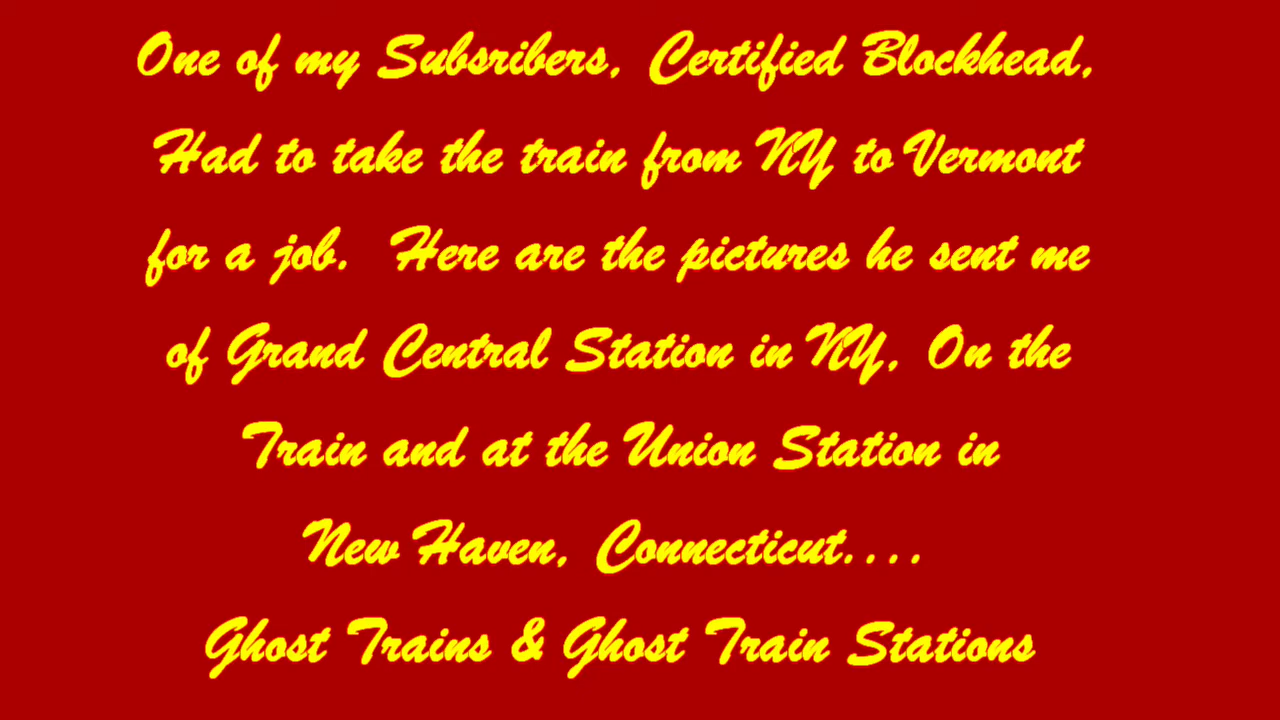 One of my Subsribers, Certified Blockhead,
Had to take the train from NY to Vermont
for a job. Here are the pictures he sent me
of Grand Central Station in NY, On the
Train and at the Union Station in
New Haven, Connecticut....
Ghost Trains & Ghost Train Stations